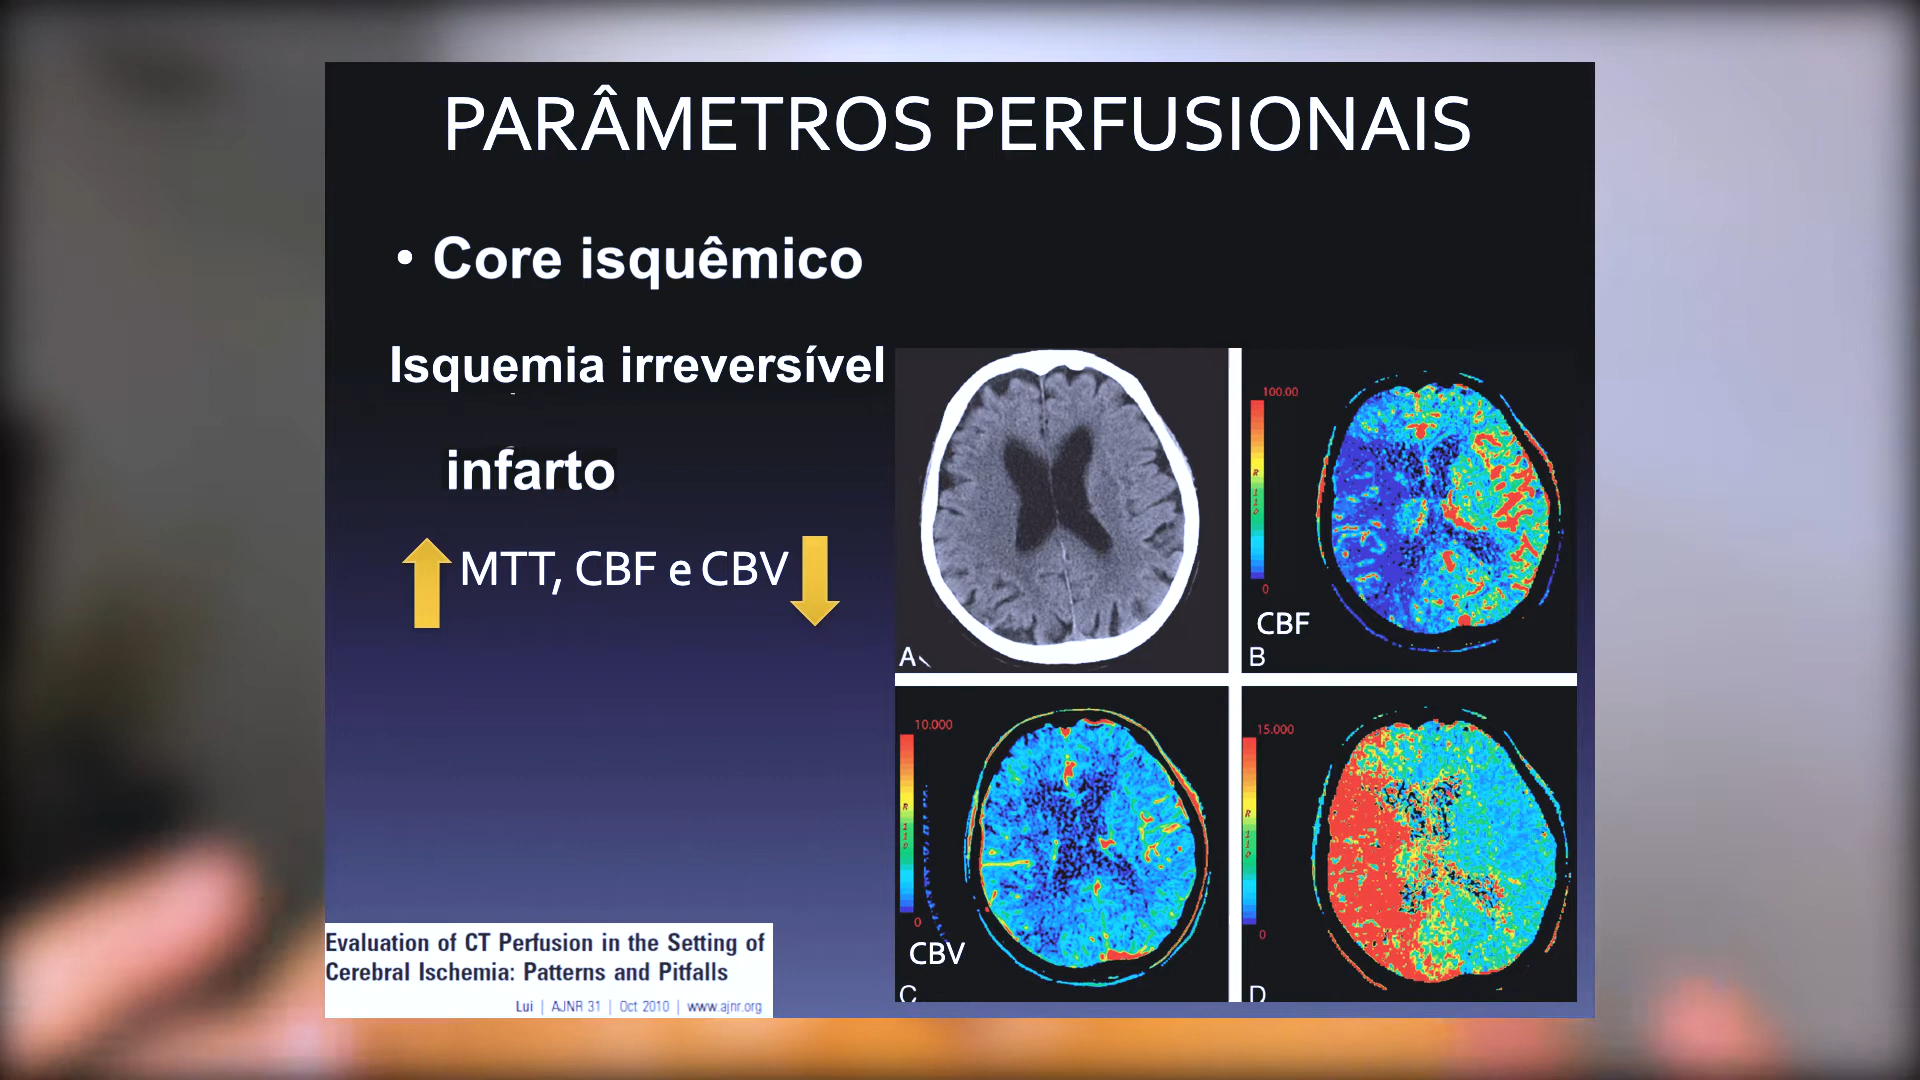 PARÂMETROS PERFUSIONAIS
• Core isquêmico
Isquemia irreversível
infarto
MTT, CBF e CBV
A
100.00
0
CBF
B
10.000
0
CBV
C
15.000
0
D
Evaluation of CT Perfusion in the Setting of
Cerebral Ischemia: Patterns and Pitfalls
Lui | AJNR 31 | Oct 2010 | www.ajnr.org